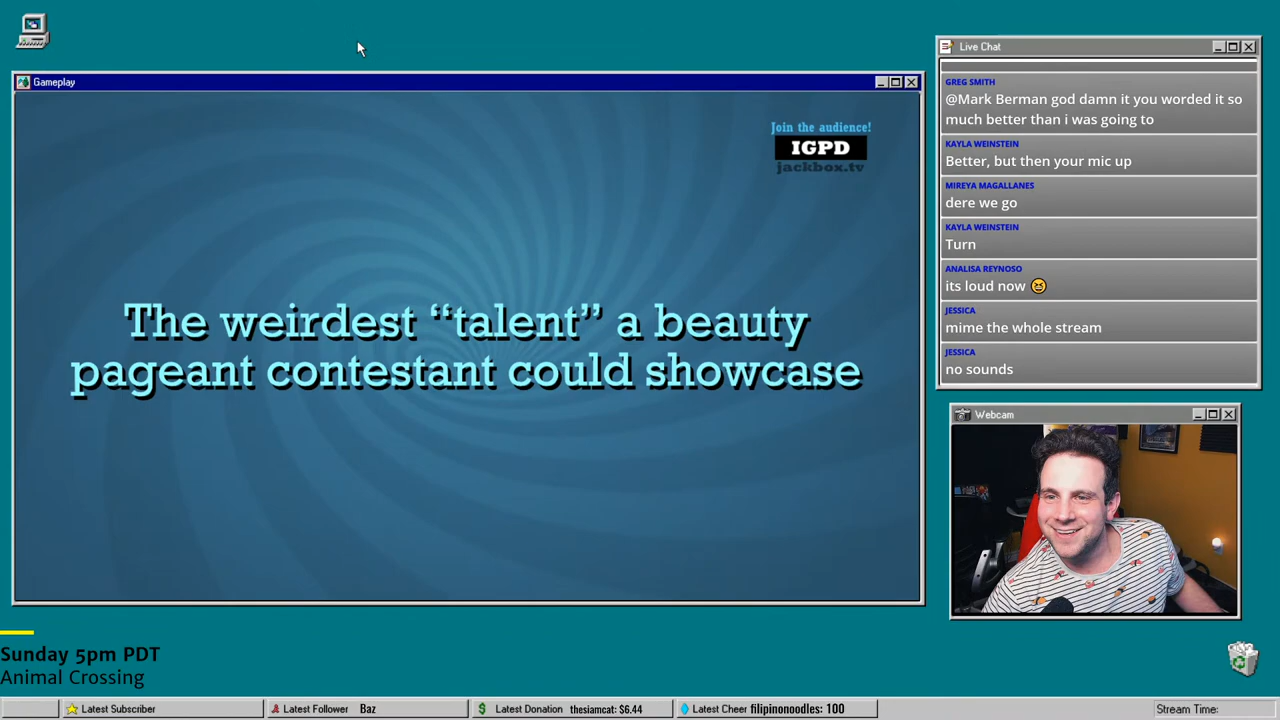 Gameplay
Join the audience!
IGPD
jackbox.tv
The weirdest “talent” a beauty
pageant contestant could showcase
Live Chat
GREG SMITH
@Mark Berman god damn it you worded it so
much better than i was going to
KAYLA WEINSTEIN
Better, but then your mic up
MIREYA MAGALLANES
dere we go
KAYLA WEINSTEIN
Turn
ANALISA REYNOSO
its loud now 😆
JESSICA
mime the whole stream
JESSICA
no sounds
Webcam
Sunday 5pm PDT
Animal Crossing
Latest Subscriber
Latest Follower Baz
Latest Donation thesiamcat: $6.44
Latest Cheer filipinonoodles: 100
Stream Time: